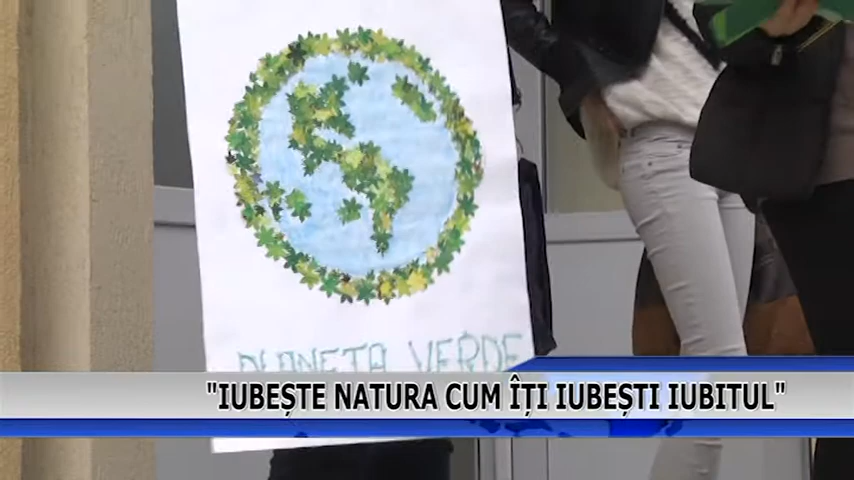 PLANETA VERDE
"IUBEȘTE NATURA CUM ÎȚI IUBEȘTI IUBITUL"